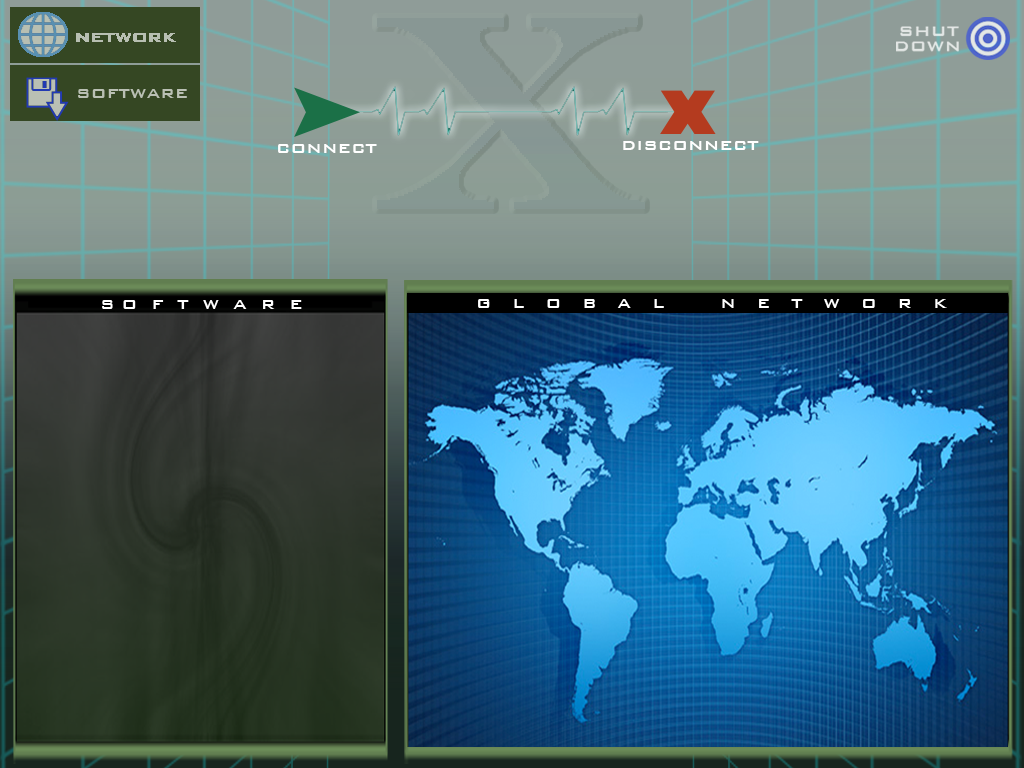 NETWORK
SOFTWARE
SHUT
DOWN
X
CONNECT
X
DISCONNECT
SOFTWARE
GLOBAL NETWORK